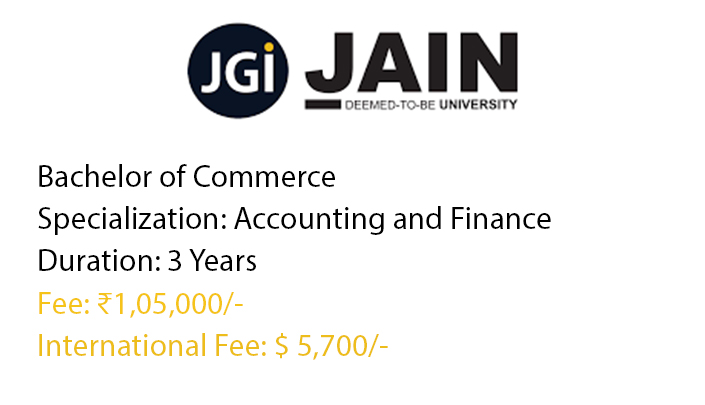 JGi JAIN
DEEMED-TO-BE UNIVERSITY
Bachelor of Commerce
Specialization: Accounting and Finance
Duration: 3 Years
Fee: ₹1,05,000/-
International Fee: $ 5,700/-